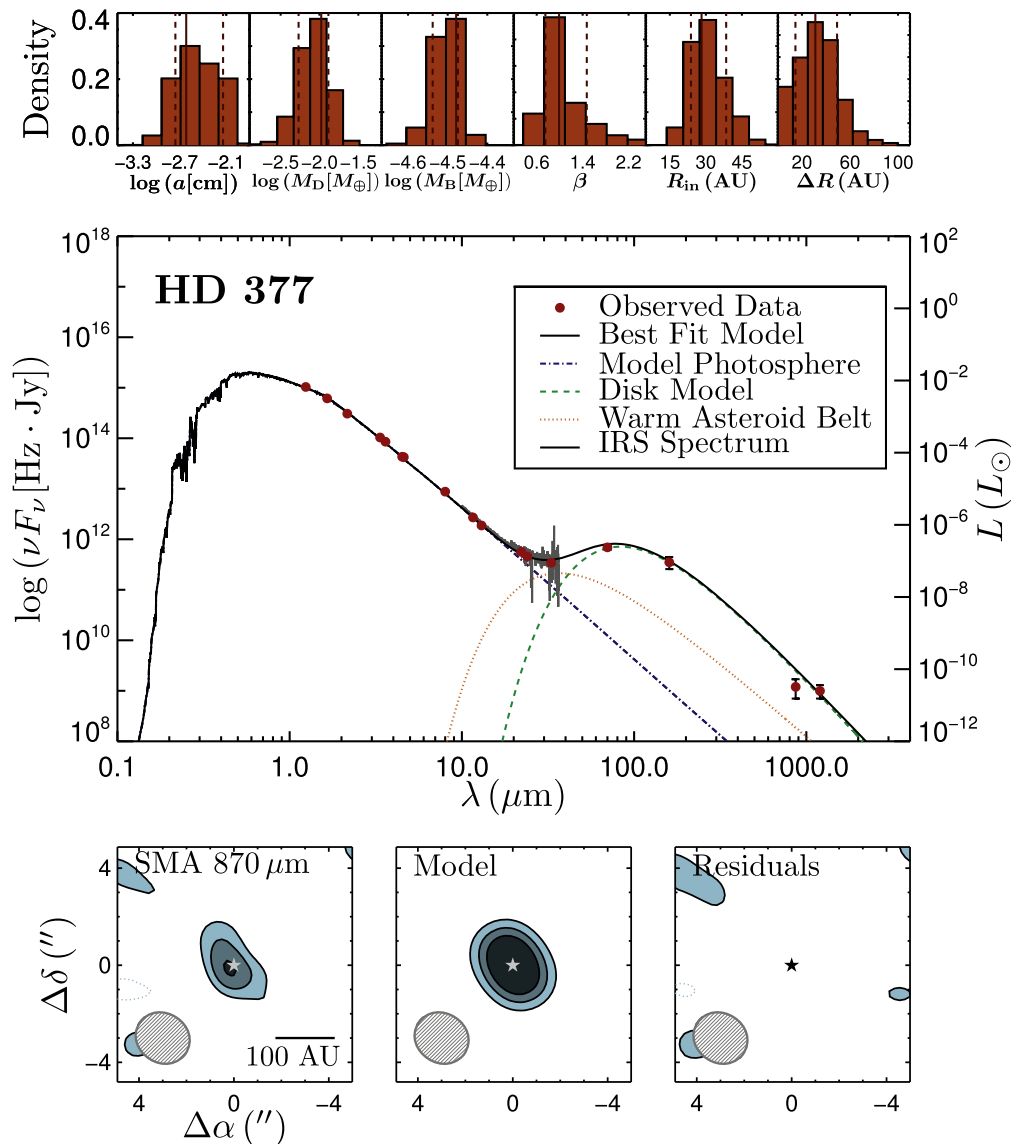 Density
0.4
0.2
0.0
−3.3 −2.7 −2.1
log (a[cm])
−2.5 −2.0 −1.5
log (M_D[M_⊕])
−4.6 −4.5 −4.4
log (M_B[M_⊕])
0.6 1.4 2.2
β
15 30 45
R_in (AU)
20 60 100
ΔR (AU)
HD 377
Observed Data
Best Fit Model
Model Photosphere
Disk Model
Warm Asteroid Belt
IRS Spectrum
log (νF_ν [Hz · Jy])
10^18
10^16
10^14
10^12
10^10
10^8
L (L_⊙)
10^2
10^0
10^−2
10^−4
10^−6
10^−8
10^−10
10^−12
0.1 1.0 10.0 100.0 1000.0
λ (μm)
SMA 870 μm
Model
Residuals
Δδ (″)
4
0
−4
100 AU
4 0 −4
4 0 −4
4 0 −4
Δα (″)